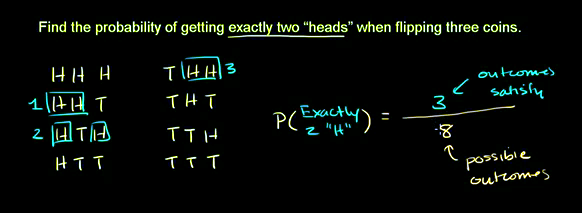 Find the probability of getting exactly two "heads" when flipping three coins.
H H H
1 H H T
2 H T H
H T T
T H H 3
T H T
T T H
T T T
P( Exactly 2 "H" ) = 3
8
outcomes
satisfy
possible
outcomes